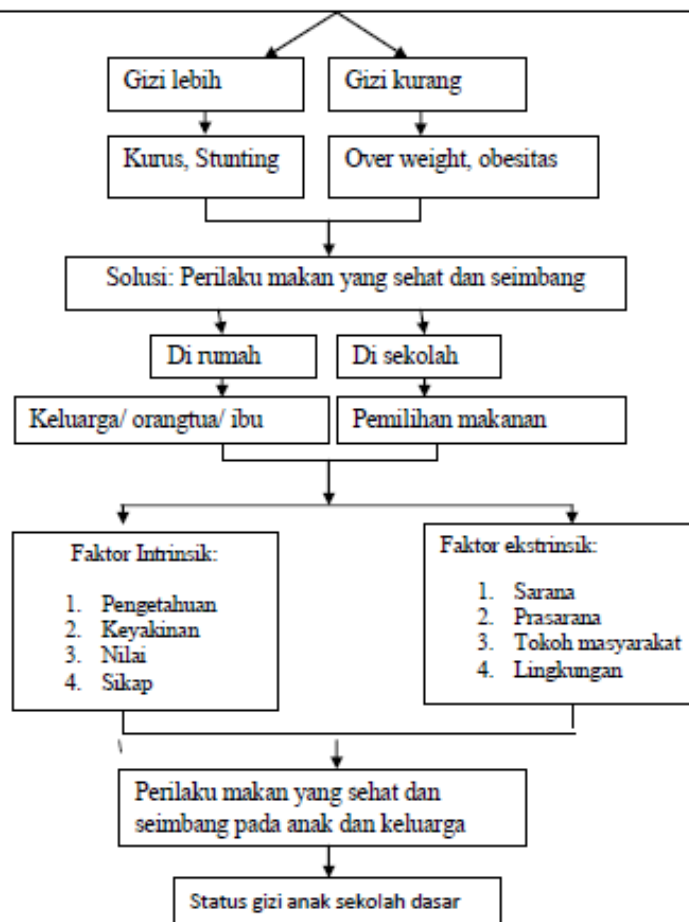 Gizi lebih
Gizi kurang
Kurus, Stunting
Over weight, obesitas
Solusi: Perilaku makan yang sehat dan seimbang
Di rumah
Di sekolah
Keluarga/ orangtua/ ibu
Pemilihan makanan
Faktor Intrinsik:
1. Pengetahuan
2. Keyakinan
3. Nilai
4. Sikap
Faktor ekstrinsik:
1. Sarana
2. Prasarana
3. Tokoh masyarakat
4. Lingkungan
Perilaku makan yang sehat dan
seimbang pada anak dan keluarga
Status gizi anak sekolah dasar